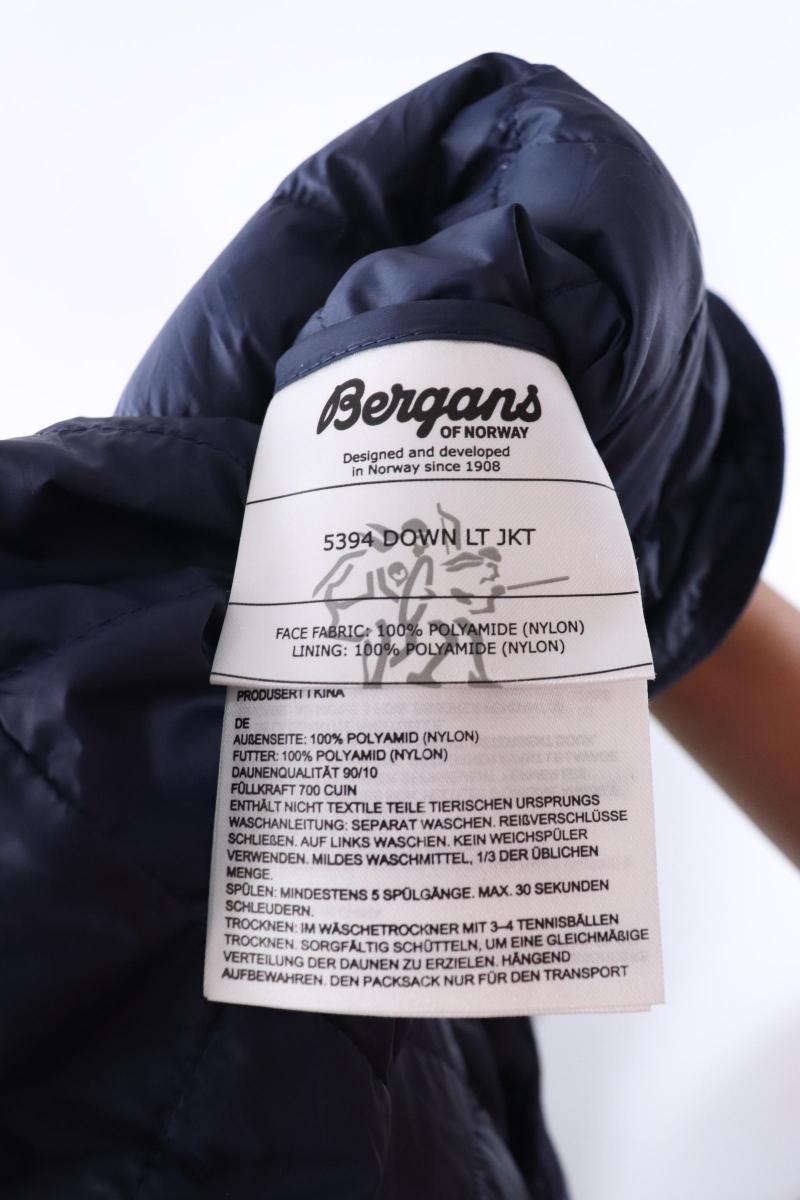 Bergans
OF NORWAY
Designed and developed
in Norway since 1908
5394 DOWN LT JKT
FACE FABRIC: 100% POLYAMIDE (NYLON)
LINING: 100% POLYAMIDE (NYLON)
PRODUSERT I KINA
DE
AUßENSEITE: 100% POLYAMID (NYLON)
FUTTER: 100% POLYAMID (NYLON)
DAUNENQUALITÄT 90/10
FÜLLKRAFT 700 CUIN
ENTHÄLT NICHT TEXTILE TEILE TIERISCHEN URSPRUNGS
WASCHANLEITUNG: SEPARAT WASCHEN. REIßVERSCHLÜSSE
SCHLIEßEN. AUF LINKS WASCHEN. KEIN WEICHSPÜLER
VERWENDEN. MILDES WASCHMITTEL, 1/3 DER ÜBLICHEN
MENGE.
SPÜLEN: MINDESTENS 5 SPÜLGÄNGE. MAX. 30 SEKUNDEN
SCHLEUDERN.
TROCKNEN: IM WÄSCHETROCKNER MIT 3–4 TENNISBÄLLEN
TROCKNEN. SORGFÄLTIG SCHÜTTELN, UM EINE GLEICHMÄßIGE
VERTEILUNG DER DAUNEN ZU ERZIELEN. HÄNGEND
AUFBEWAHREN. DEN PACKSACK NUR FÜR DEN TRANSPORT